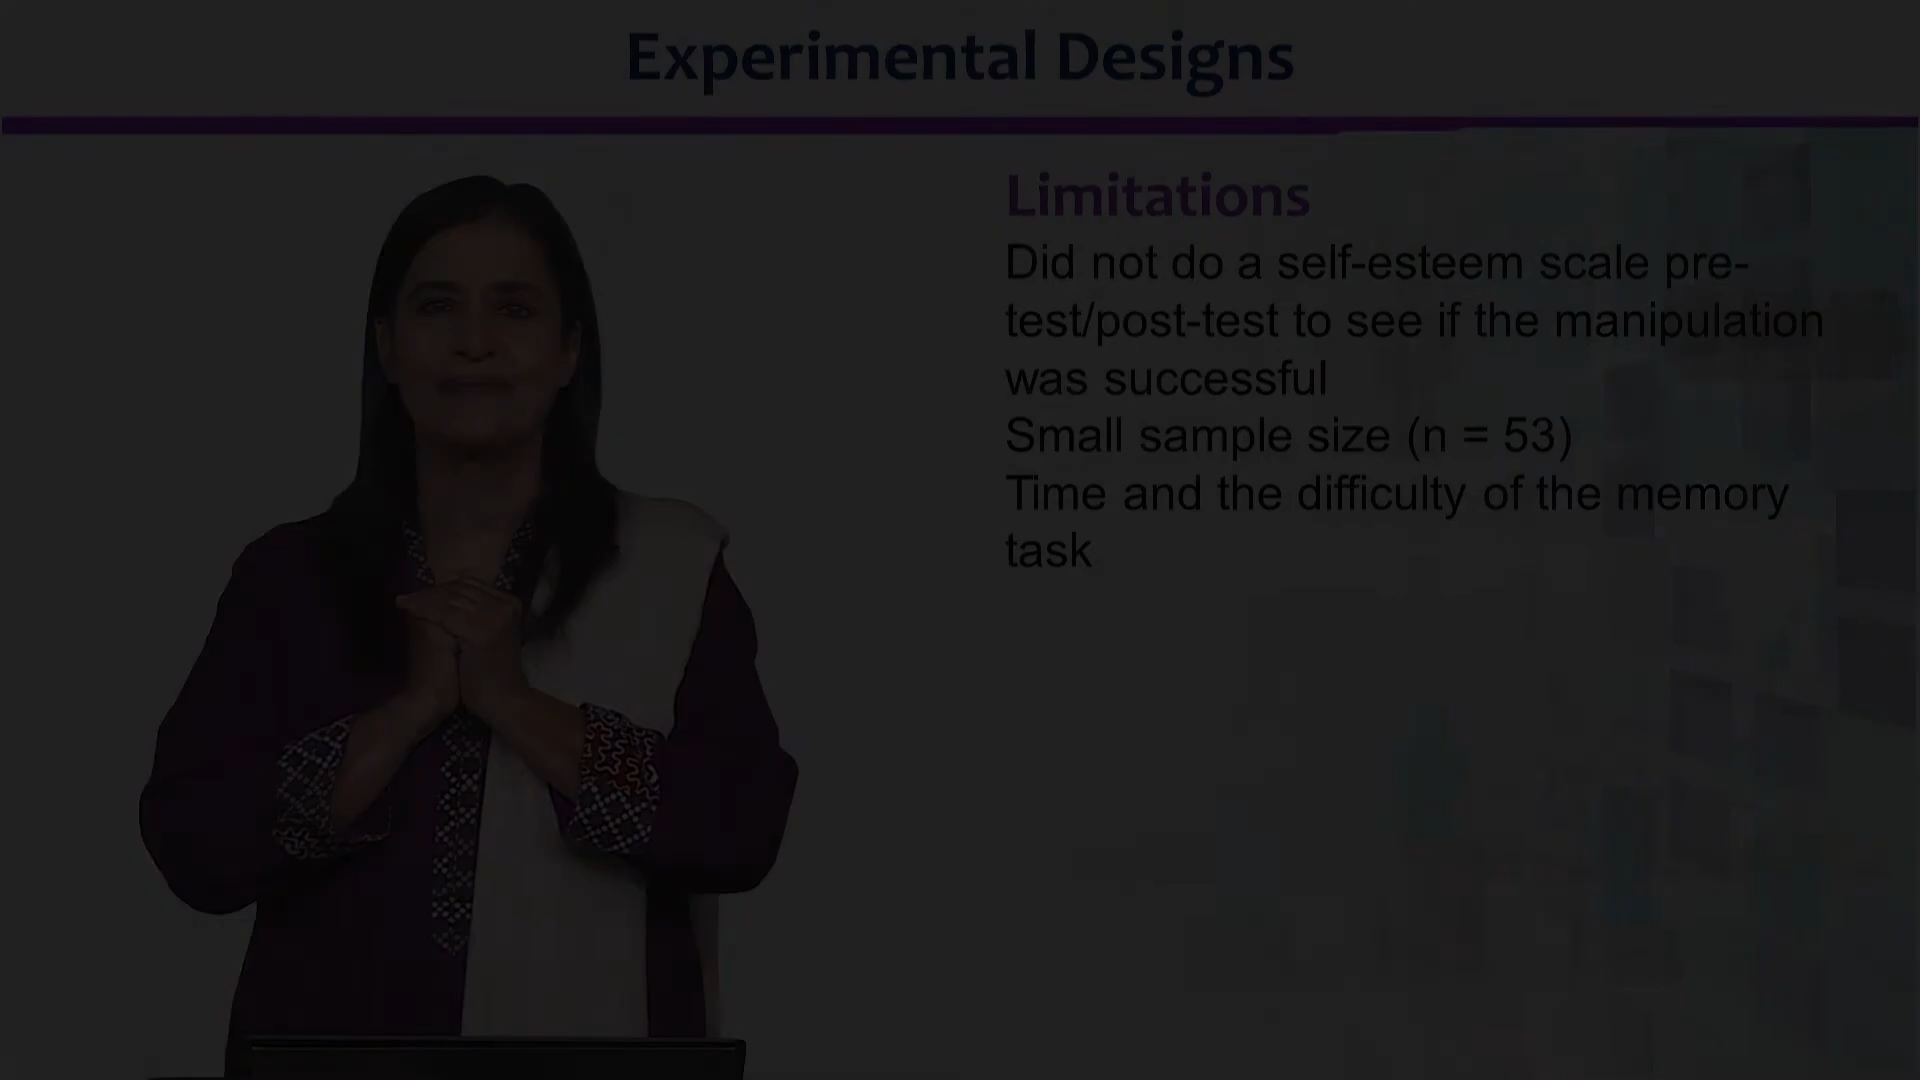 Experimental Designs
Limitations
Did not do a self-esteem scale pre-
test/post-test to see if the manipulation
was successful
Small sample size (n = 53)
Time and the difficulty of the memory
task